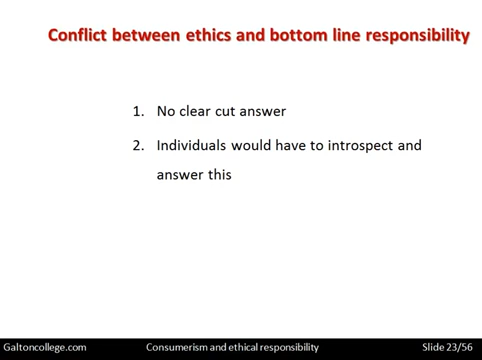 Conflict between ethics and bottom line responsibility
1. No clear cut answer
2. Individuals would have to introspect and
answer this
Galtoncollege.com Consumerism and ethical responsibility Slide 23/56